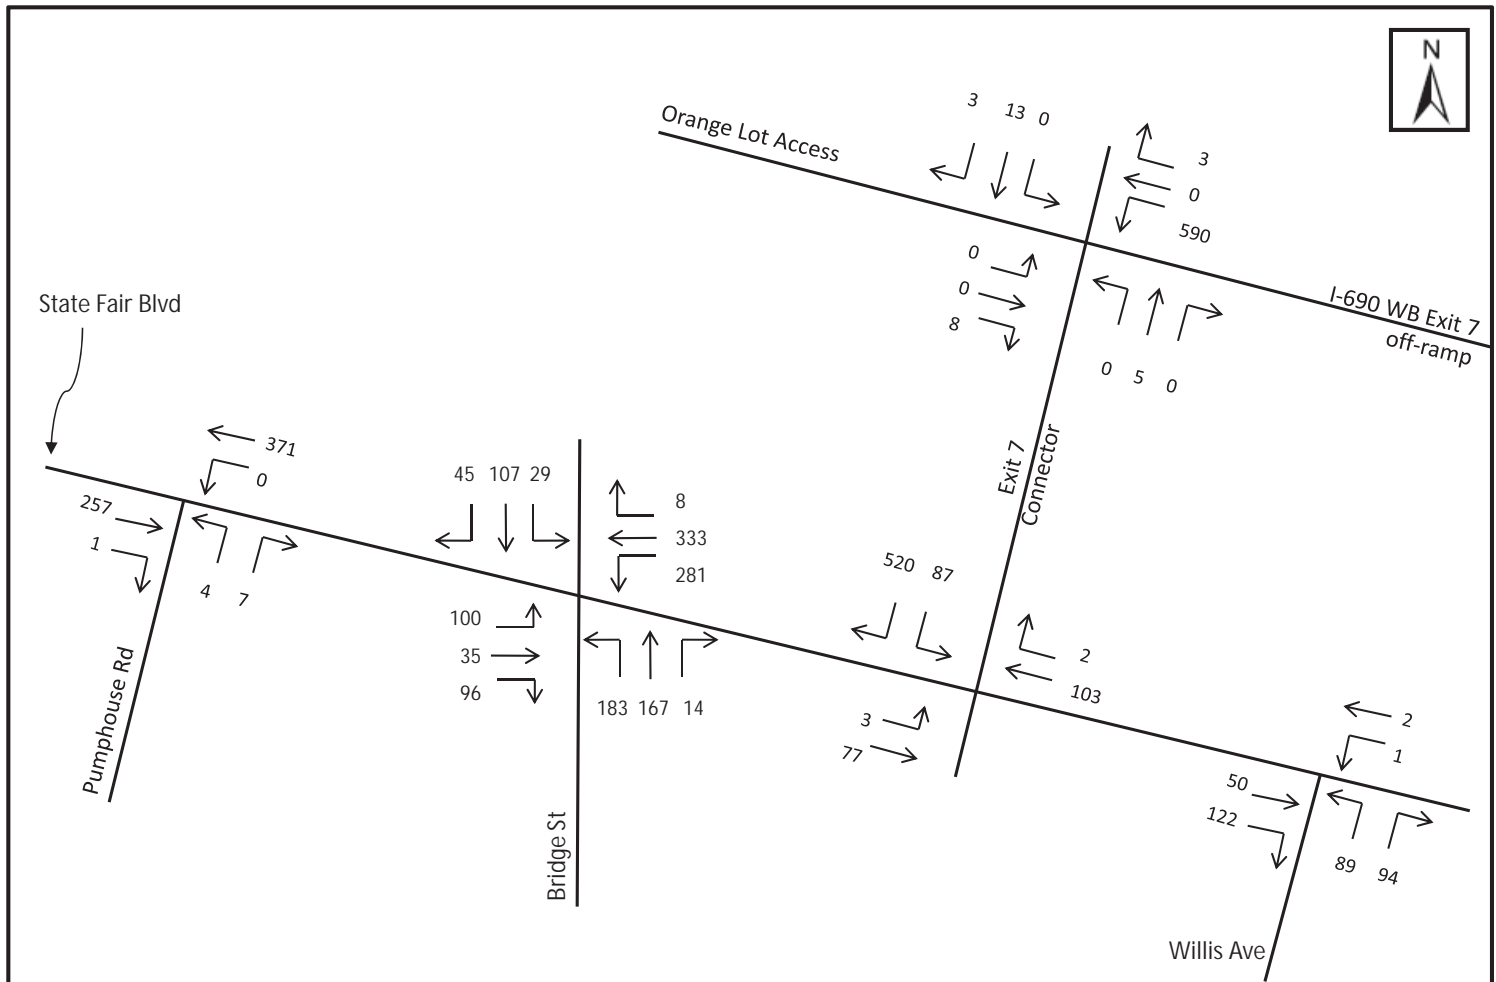 N
Orange Lot Access
3 13 0
3
0
590
0
0
8
0 5 0
I-690 WB Exit 7
off-ramp
State Fair Blvd
Exit 7
Connector
371
0
257
1
4 7
Pumphouse Rd
45 107 29
8
333
281
100
35
96
183 167 14
Bridge St
520 87
2
103
3
77
2
1
50
122
89 94
Willis Ave